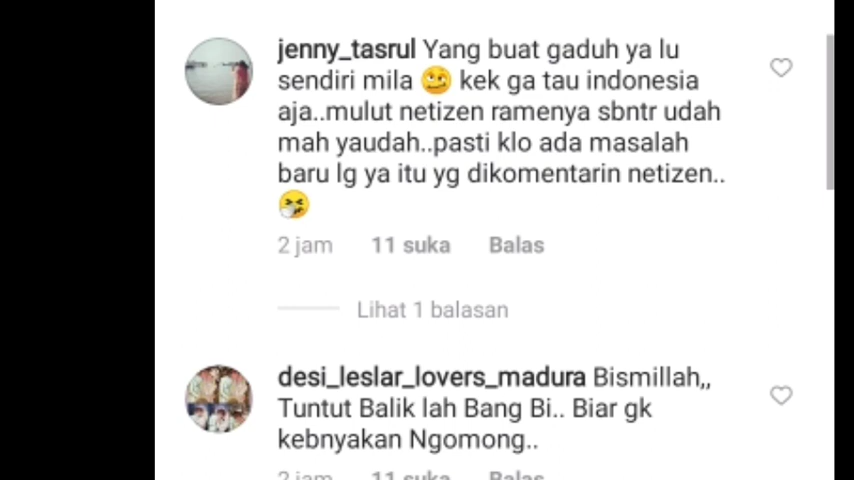 jenny_tasrul Yang buat gaduh ya lu
sendiri mila 🥴 kek ga tau indonesia
aja..mulut netizen ramenya sbntr udah
mah yaudah..pasti klo ada masalah
baru lg ya itu yg dikomentarin netizen..
🤧
2 jam 11 suka Balas
Lihat 1 balasan
desi_leslar_lovers_madura Bismillah,,
Tuntut Balik lah Bang Bi.. Biar gk
kebnyakan Ngomong..
2 jam 11 suka Balas